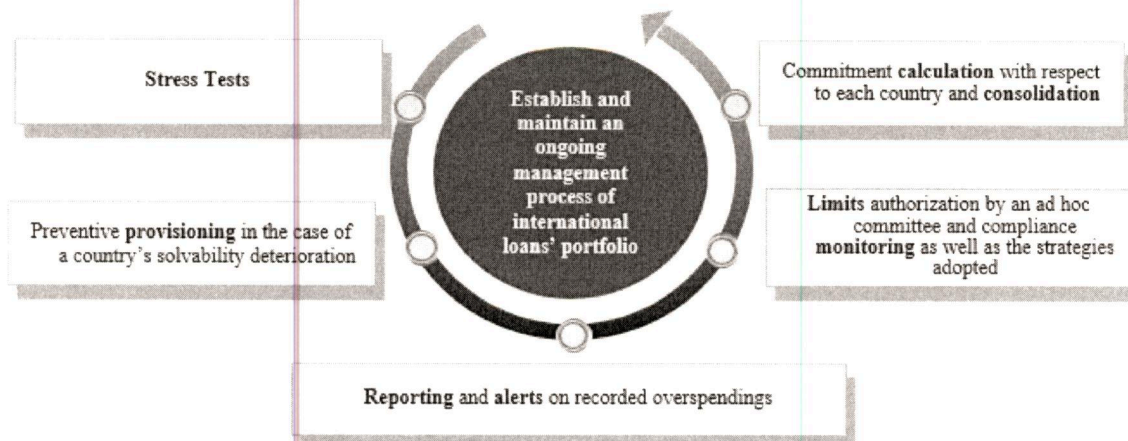 Stress Tests
Preventive provisioning in the case of
a country's solvability deterioration
Establish and
maintain an
ongoing
management
process of
international
loans' portfolio
Commitment calculation with respect
to each country and consolidation
Limits authorization by an ad hoc
committee and compliance
monitoring as well as the strategies
adopted
Reporting and alerts on recorded overspendings